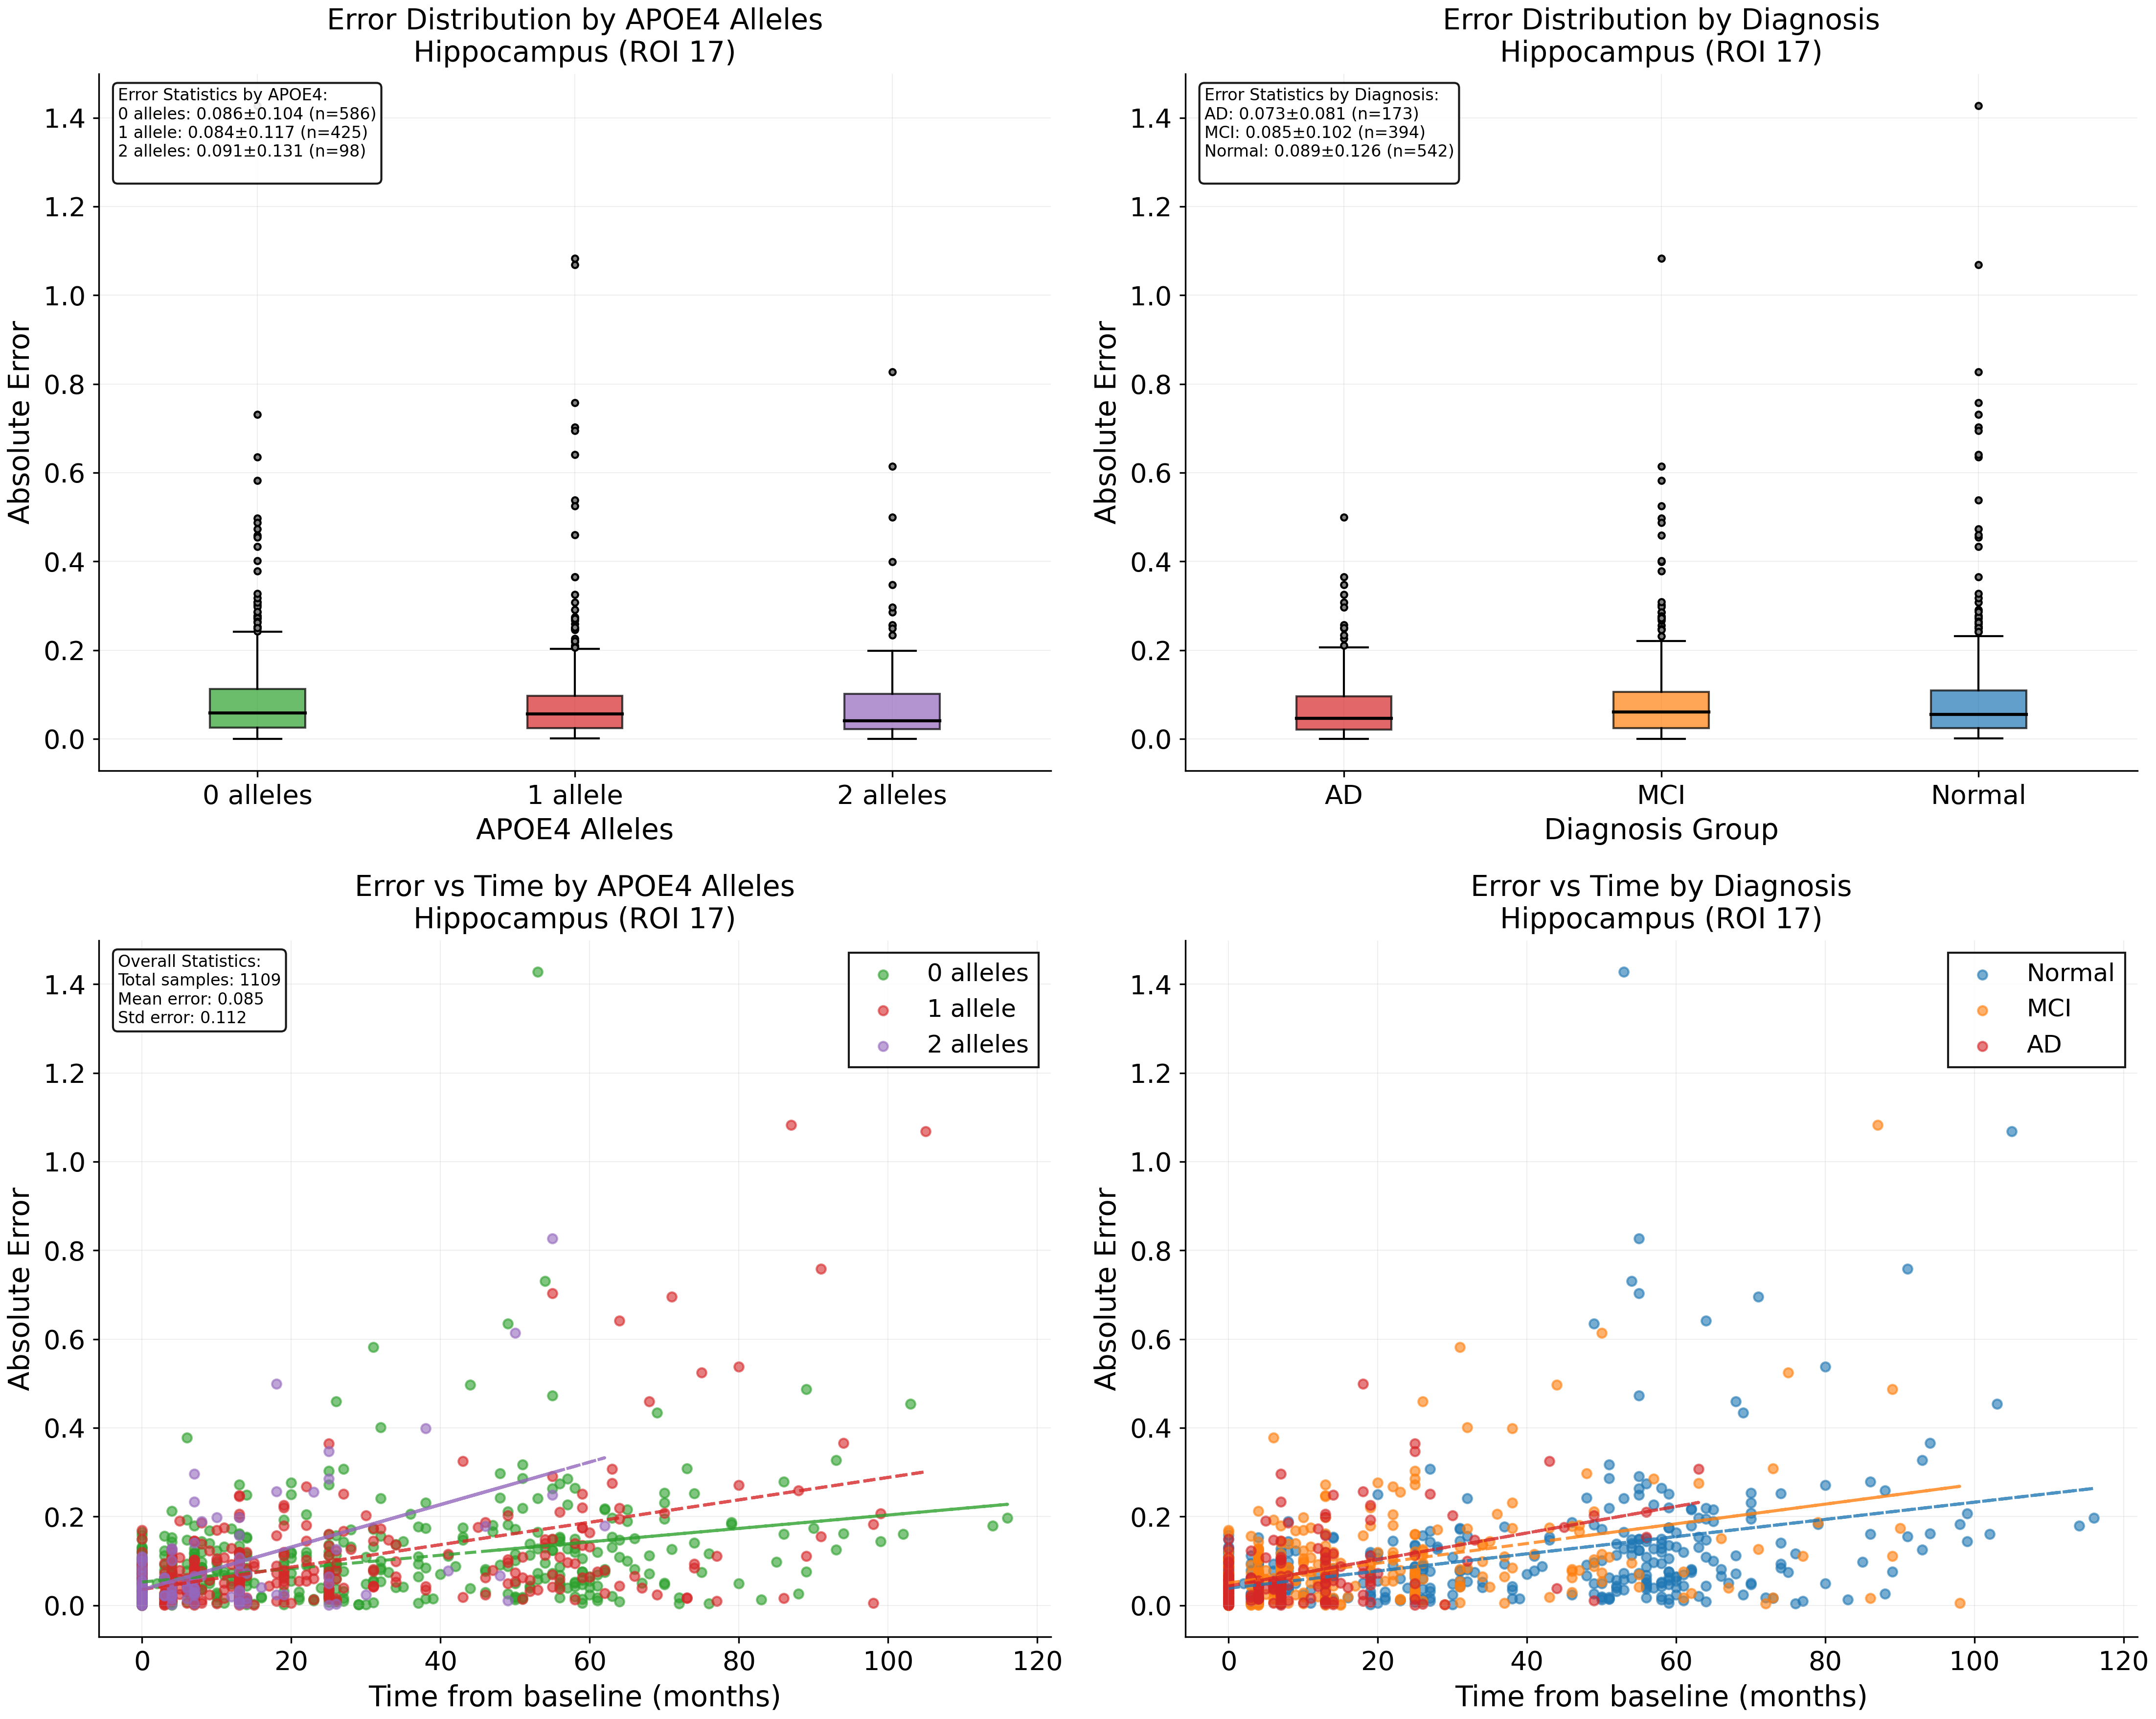 Error Distribution by APOE4 Alleles
Hippocampus (ROI 17)
Error Statistics by APOE4:
0 alleles: 0.086±0.104 (n=586)
1 allele: 0.084±0.117 (n=425)
2 alleles: 0.091±0.131 (n=98)
Absolute Error
1.4
1.2
1.0
0.8
0.6
0.4
0.2
0.0
0 alleles
1 allele
2 alleles
APOE4 Alleles
Error Distribution by Diagnosis
Hippocampus (ROI 17)
Error Statistics by Diagnosis:
AD: 0.073±0.081 (n=173)
MCI: 0.085±0.102 (n=394)
Normal: 0.089±0.126 (n=542)
Absolute Error
1.4
1.2
1.0
0.8
0.6
0.4
0.2
0.0
AD
MCI
Normal
Diagnosis Group
Error vs Time by APOE4 Alleles
Hippocampus (ROI 17)
Overall Statistics:
Total samples: 1109
Mean error: 0.085
Std error: 0.112
0 alleles
1 allele
2 alleles
Absolute Error
1.4
1.2
1.0
0.8
0.6
0.4
0.2
0.0
0
20
40
60
80
100
120
Time from baseline (months)
Error vs Time by Diagnosis
Hippocampus (ROI 17)
Normal
MCI
AD
Absolute Error
1.4
1.2
1.0
0.8
0.6
0.4
0.2
0.0
0
20
40
60
80
100
120
Time from baseline (months)